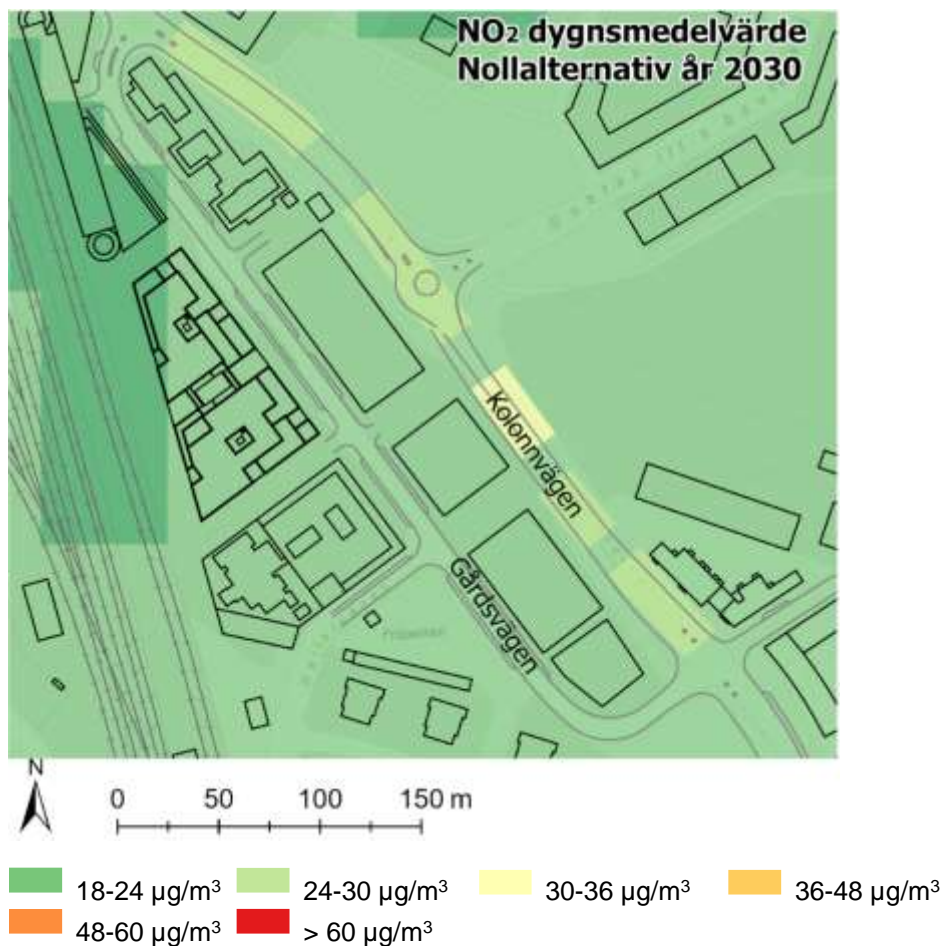 NO₂ dygnsmedelvärde
Nollalternativ år 2030
Kolonnvägen
Gårdsvägen
N
0 50 100 150 m
18-24 µg/m³ 24-30 µg/m³ 30-36 µg/m³ 36-48 µg/m³
48-60 µg/m³ > 60 µg/m³